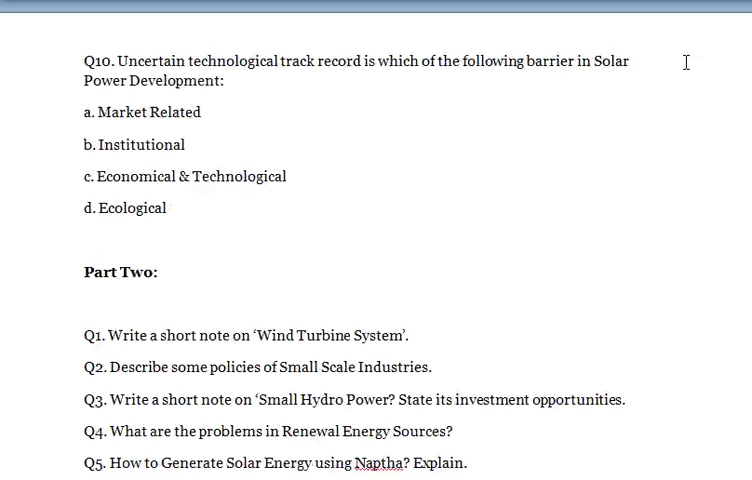 Q10. Uncertain technological track record is which of the following barrier in Solar
Power Development:
a. Market Related
b. Institutional
c. Economical & Technological
d. Ecological
Part Two:
Q1. Write a short note on ‘Wind Turbine System’.
Q2. Describe some policies of Small Scale Industries.
Q3. Write a short note on ‘Small Hydro Power? State its investment opportunities.
Q4. What are the problems in Renewal Energy Sources?
Q5. How to Generate Solar Energy using Naptha? Explain.